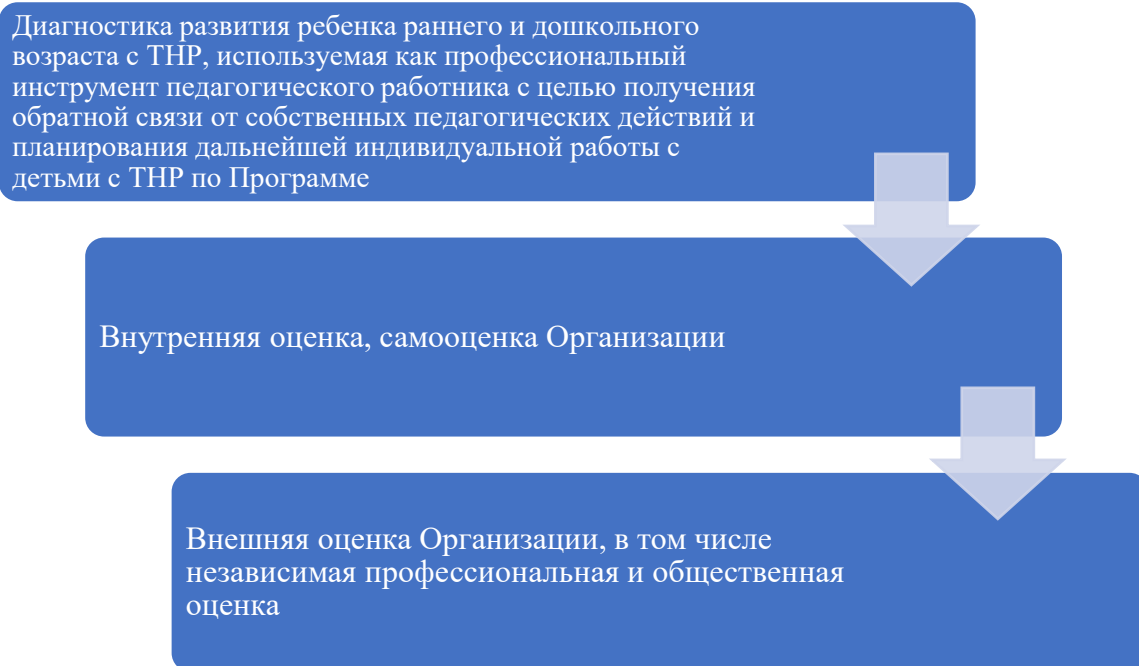 Диагностика развития ребенка раннего и дошкольного
возраста с ТНР, используемая как профессиональный
инструмент педагогического работника с целью получения
обратной связи от собственных педагогических действий и
планирования дальнейшей индивидуальной работы с
детьми с ТНР по Программе
Внутренняя оценка, самооценка Организации
Внешняя оценка Организации, в том числе
независимая профессиональная и общественная
оценка